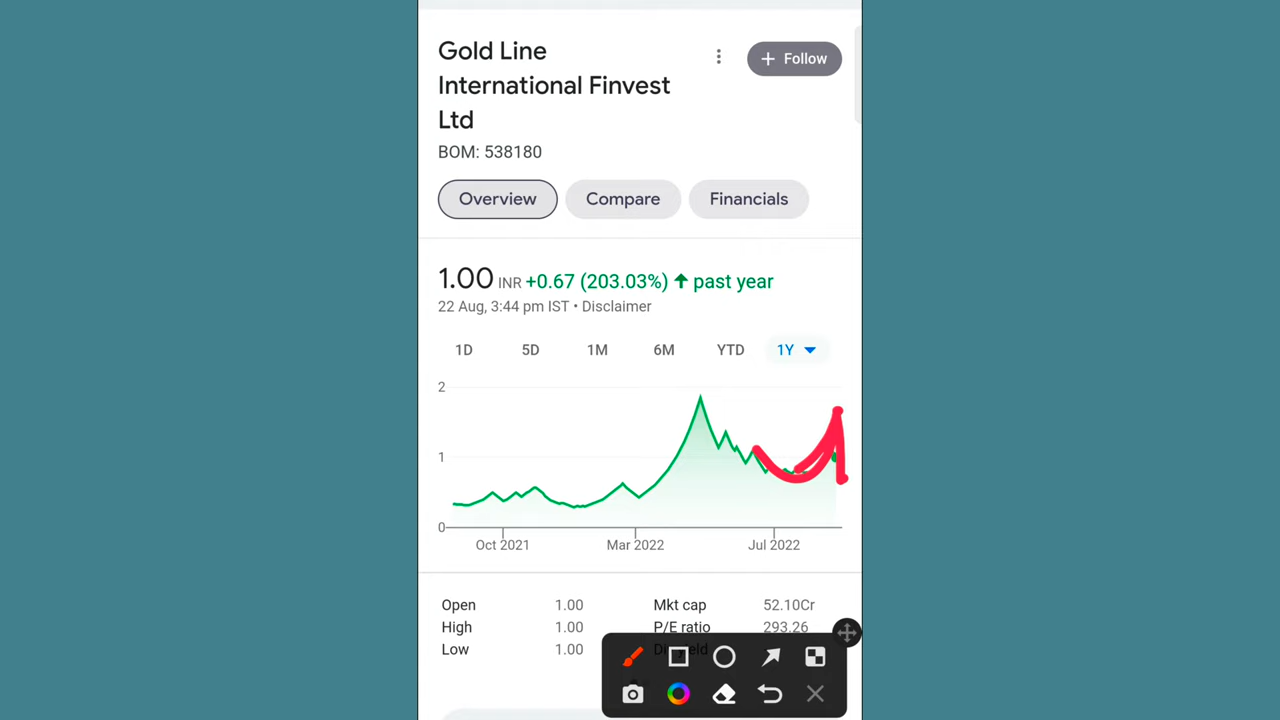 Gold Line
International Finvest
Ltd
+ Follow
BOM: 538180
Overview Compare Financials
1.00 INR +0.67 (203.03%) ↑ past year
22 Aug, 3:44 pm IST • Disclaimer
1D 5D 1M 6M YTD 1Y
2
1
0
Oct 2021 Mar 2022 Jul 2022
Open 1.00 Mkt cap 52.10Cr
High 1.00 P/E ratio 293.26
Low 1.00